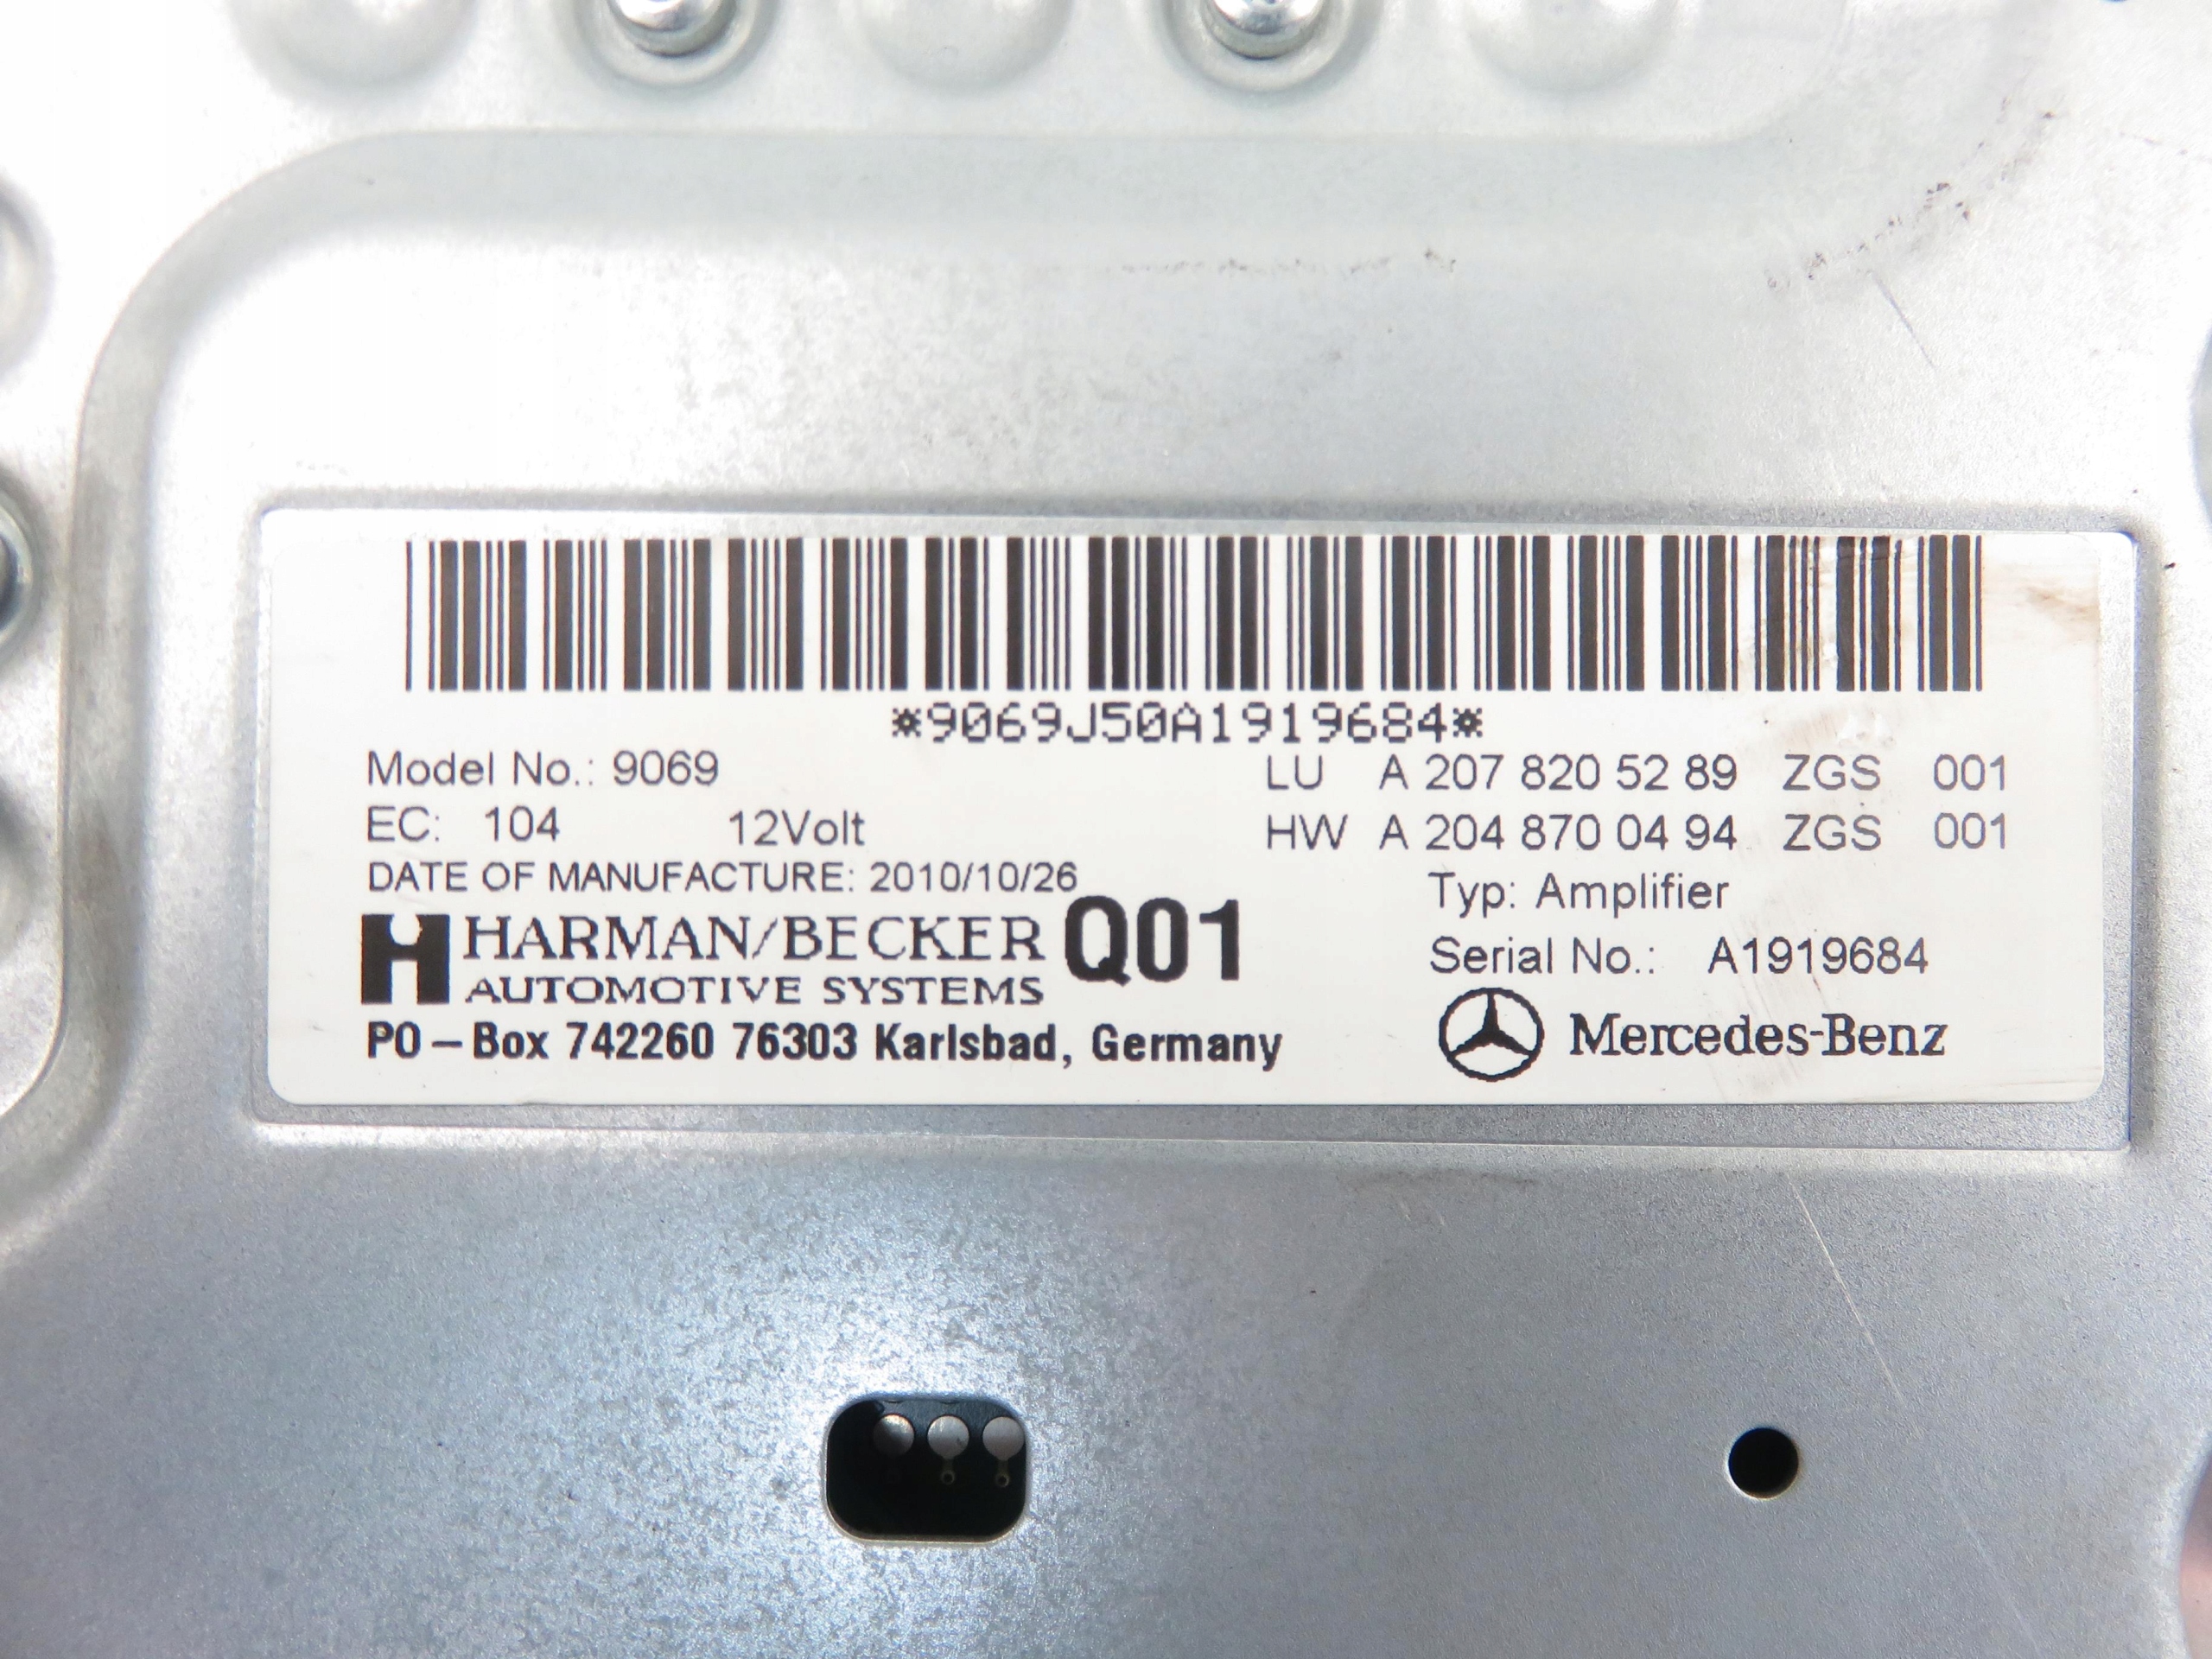 *9069J50A1919684*
Model No.: 9069
EC: 104 12Volt
DATE OF MANUFACTURE: 2010/10/26
HARMAN/BECKER Q01
AUTOMOTIVE SYSTEMS
PO-Box 742260 76303 Karlsbad, Germany
LU A 207 820 52 89 ZGS 001
HW A 204 870 04 94 ZGS 001
Typ: Amplifier
Serial No.: A1919684
Mercedes-Benz